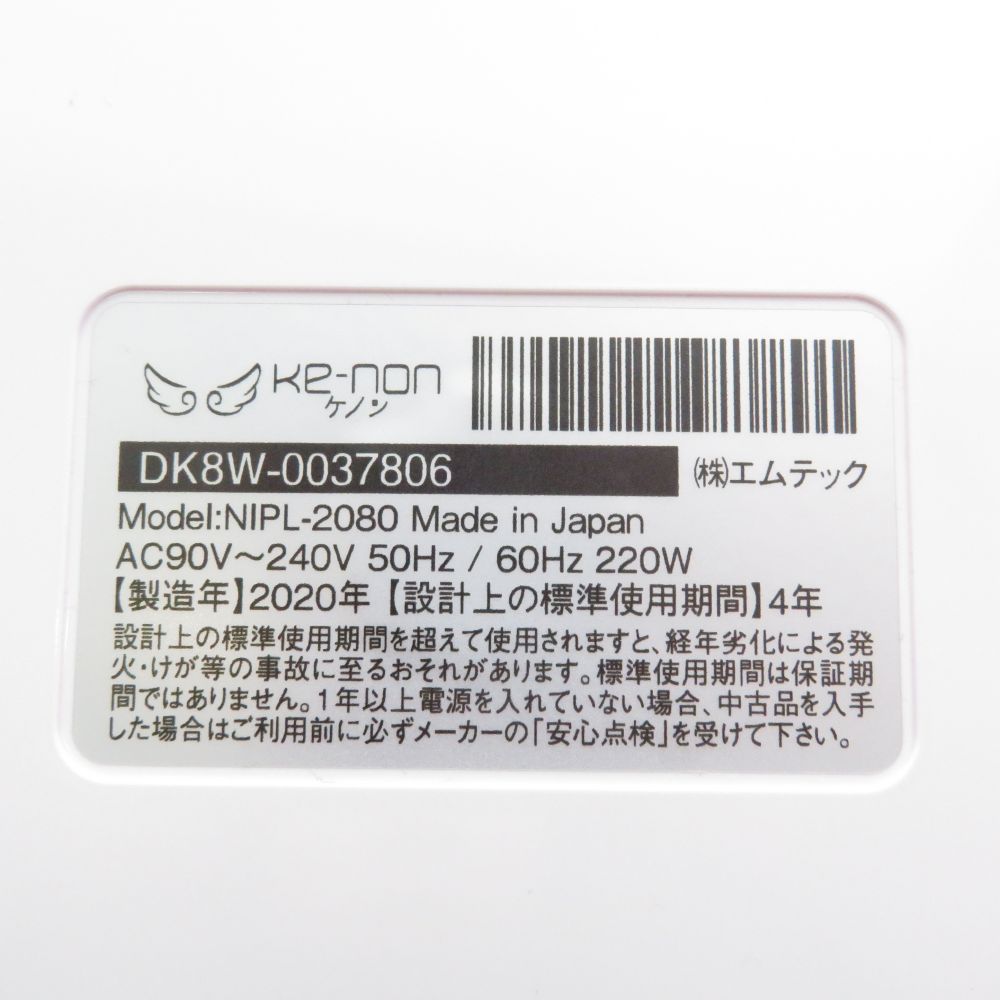 ke-non
ケノン
DK8W-0037806
㈱エムテック
Model:NIPL-2080 Made in Japan
AC90V～240V 50Hz / 60Hz 220W
【製造年】2020年【設計上の標準使用期間】4年
設計上の標準使用期間を超えて使用されますと、経年劣化による発
火・けが等の事故に至るおそれがあります。標準使用期間は保証期
間ではありません。1年以上電源を入れていない場合、中古品を入手
した場合はご利用前に必ずメーカーの「安心点検」を受けて下さい。